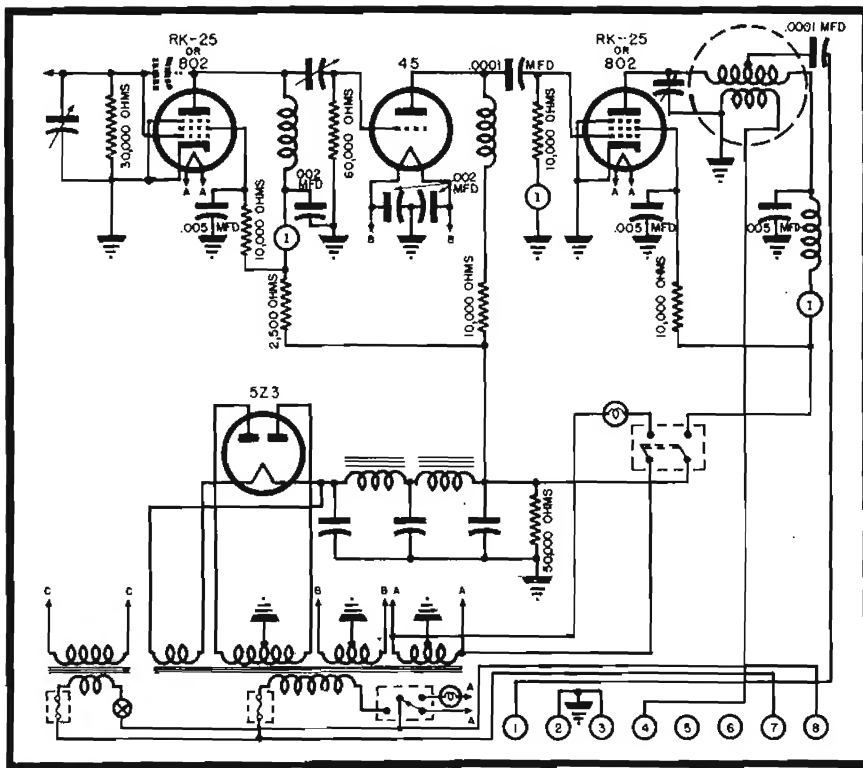 RK-25
OR
802
45
.0001 MFD
RK-25
OR
802
.0001 MFD
30,000 OHMS
60,000 OHMS
10,000 OHMS
.002
MFD
.002
MFD
A A
B B
A A
.005 MFD
.005 MFD
.005 MFD
10,000 OHMS
1
1
1
2,500 OHMS
10,000 OHMS
10,000 OHMS
5Z3
50,000 OHMS
C C B B A A
A
A
1 2 3 4 5 6 7 8